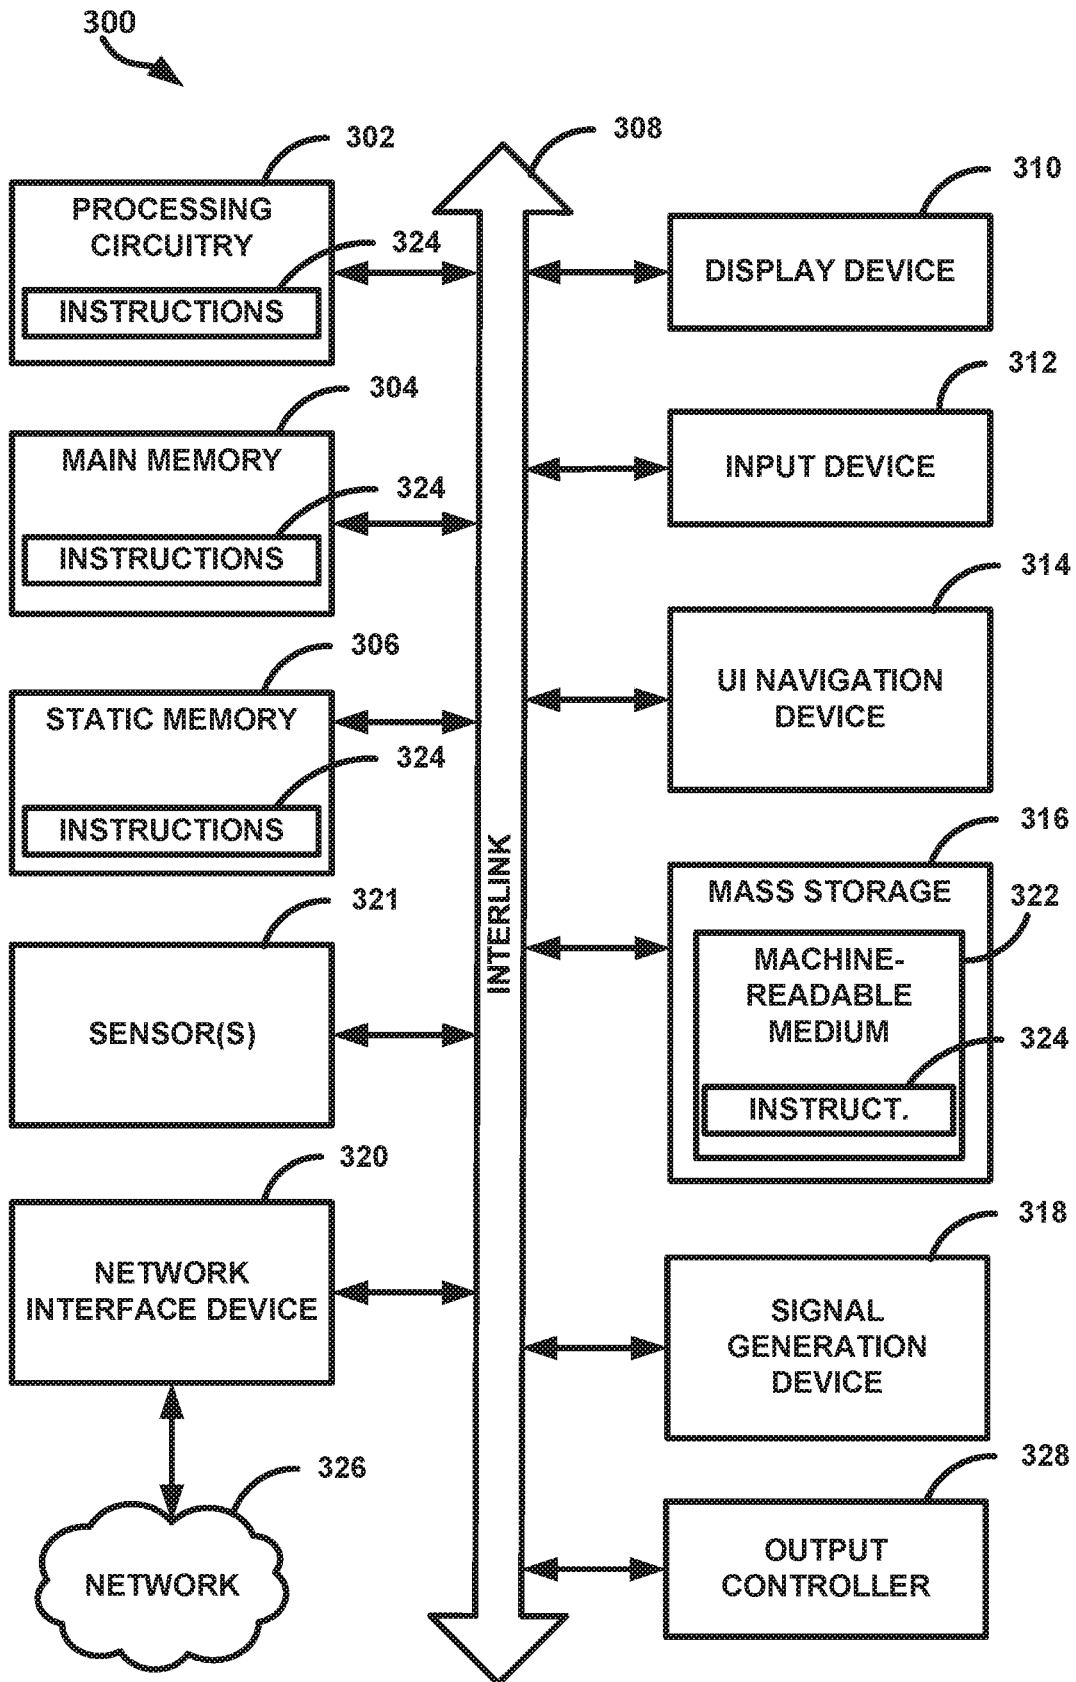 300
302
PROCESSING
CIRCUITRY
324
INSTRUCTIONS
304
MAIN MEMORY
324
INSTRUCTIONS
306
STATIC MEMORY
324
INSTRUCTIONS
321
SENSOR(S)
320
NETWORK
INTERFACE DEVICE
326
NETWORK
308
INTERLINK
310
DISPLAY DEVICE
312
INPUT DEVICE
314
UI NAVIGATION
DEVICE
316
MASS STORAGE
322
MACHINE-
READABLE
MEDIUM
324
INSTRUCT.
318
SIGNAL
GENERATION
DEVICE
328
OUTPUT
CONTROLLER